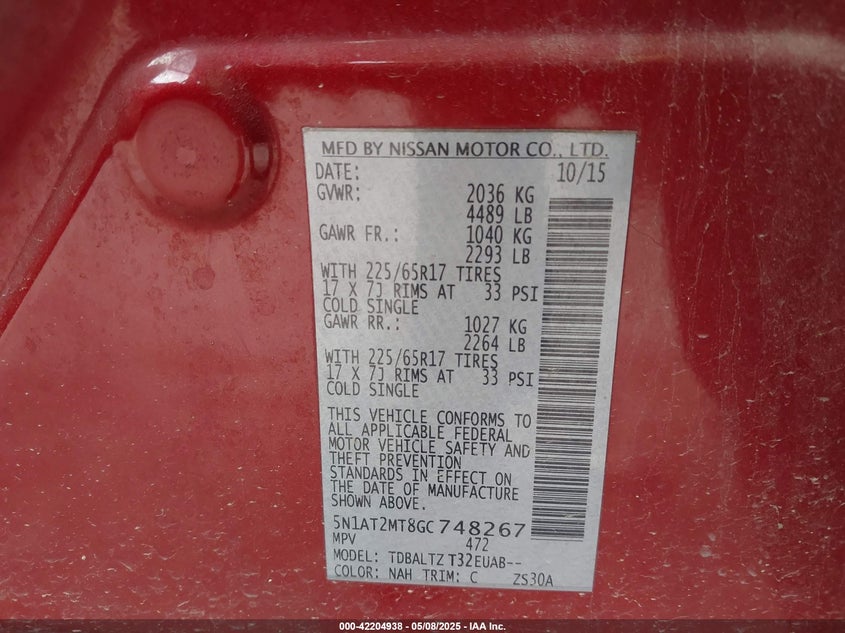 MFD BY NISSAN MOTOR CO., LTD.
DATE: 10/15
GVWR: 2036 KG
4489 LB
GAWR FR.: 1040 KG
2293 LB
WITH 225/65R17 TIRES
17 X 7J RIMS AT 33 PSI
COLD SINGLE
GAWR RR.: 1027 KG
2264 LB
WITH 225/65R17 TIRES
17 X 7J RIMS AT 33 PSI
COLD SINGLE
THIS VEHICLE CONFORMS TO
ALL APPLICABLE FEDERAL
MOTOR VEHICLE SAFETY AND
THEFT PREVENTION
STANDARDS IN EFFECT ON
THE DATE OF MANUFACTURE
SHOWN ABOVE.
5N1AT2MT8GC748267
MPV 472
MODEL: TDBALTZ T32EUAB--
COLOR: NAH TRIM: C ZS30A
000-42204938 - 05/08/2025 - IAA Inc.